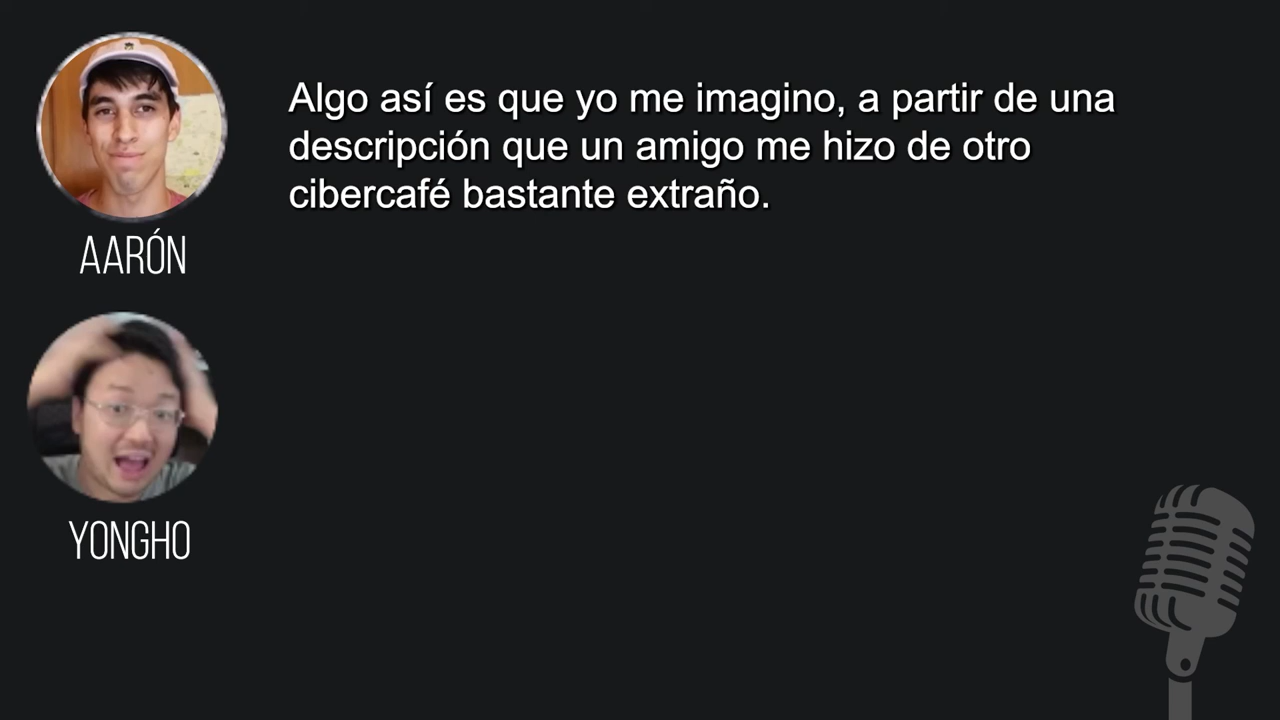 Algo así es que yo me imagino, a partir de una
descripción que un amigo me hizo de otro
cibercafé bastante extraño.
AARÓN
YONGHO